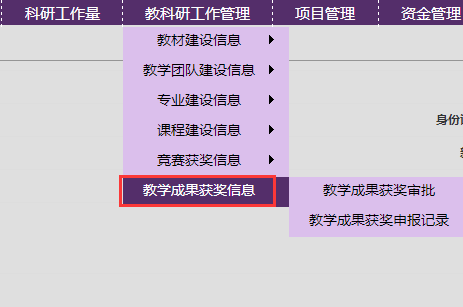 科研工作量 教科研工作管理 项目管理 资金管理
教材建设信息
教学团队建设信息
专业建设信息
身份
课程建设信息
竞赛获奖信息
教学成果获奖信息 教学成果获奖审批
教学成果获奖申报记录